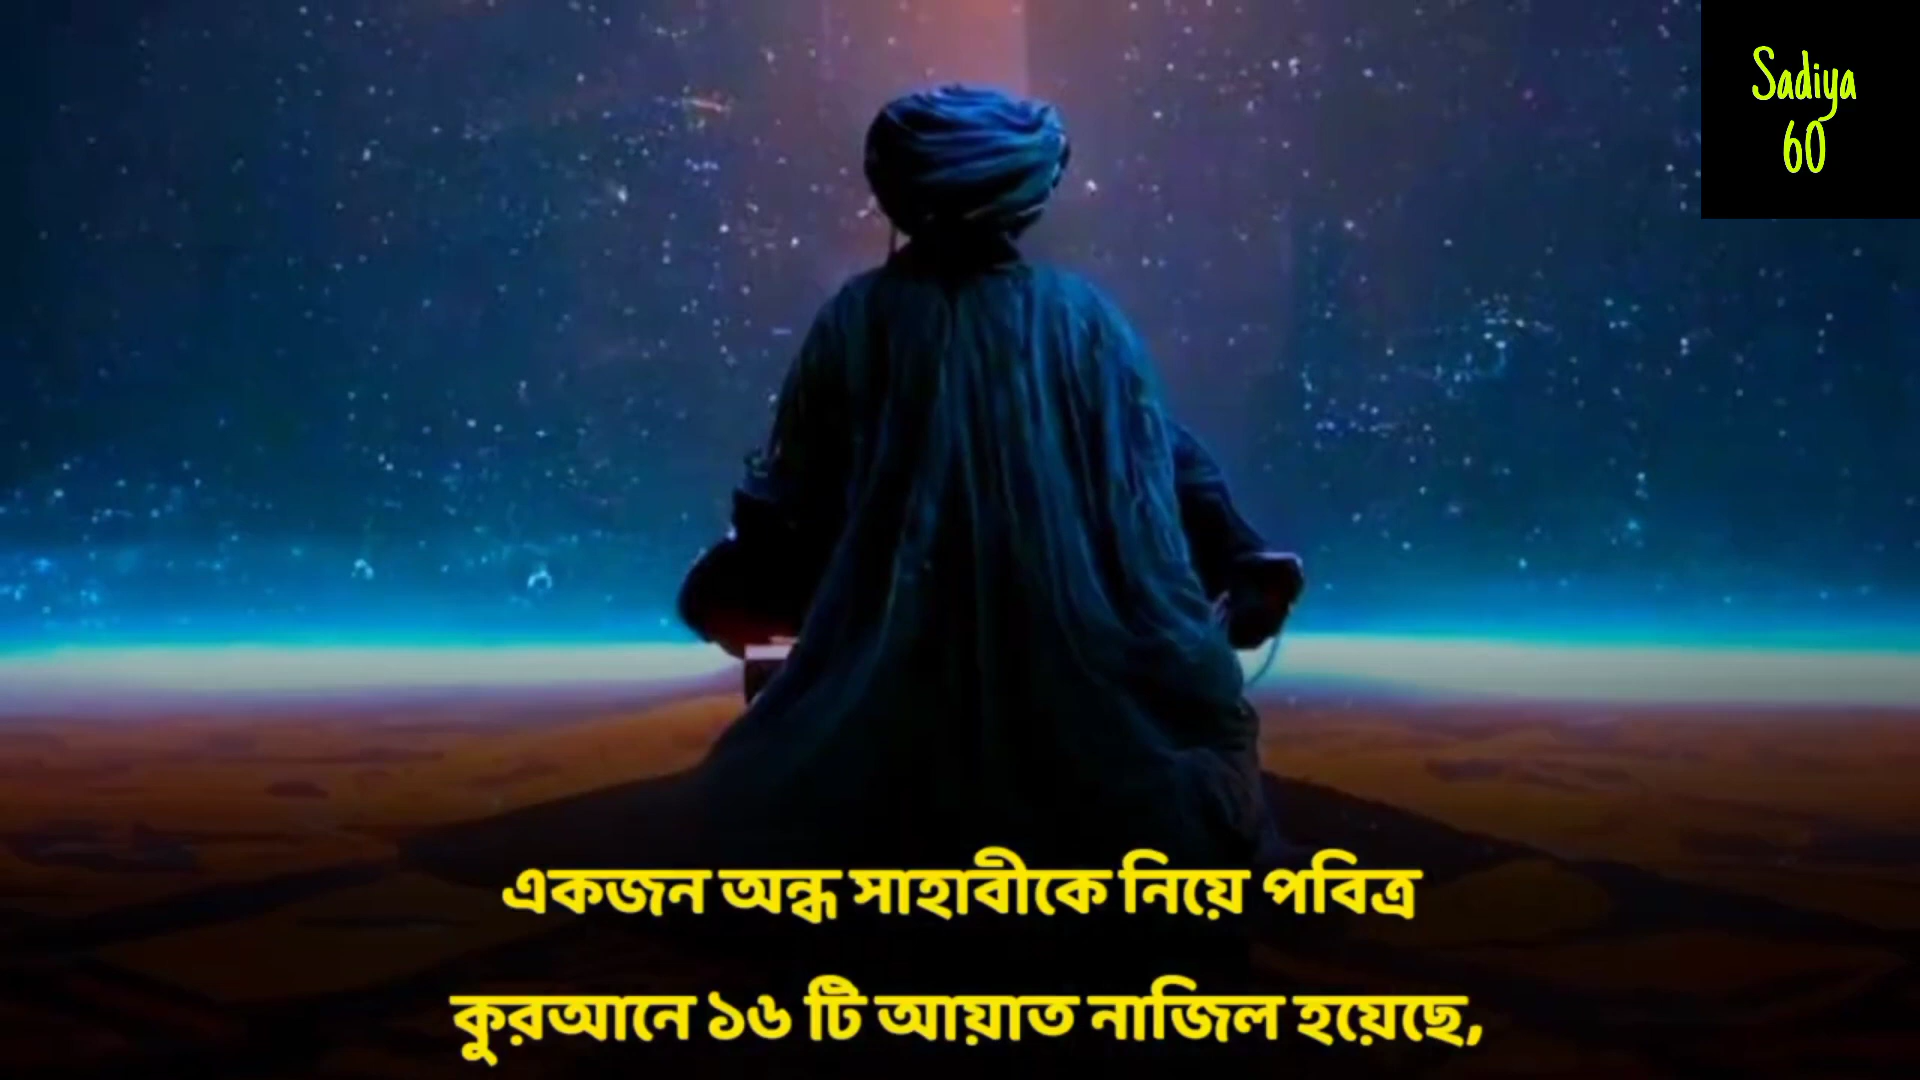 Sadiya
60
একজন অন্ধ সাহাবীকে নিয়ে পবিত্র
কুরআনে ১৬ টি আয়াত নাজিল হয়েছে,